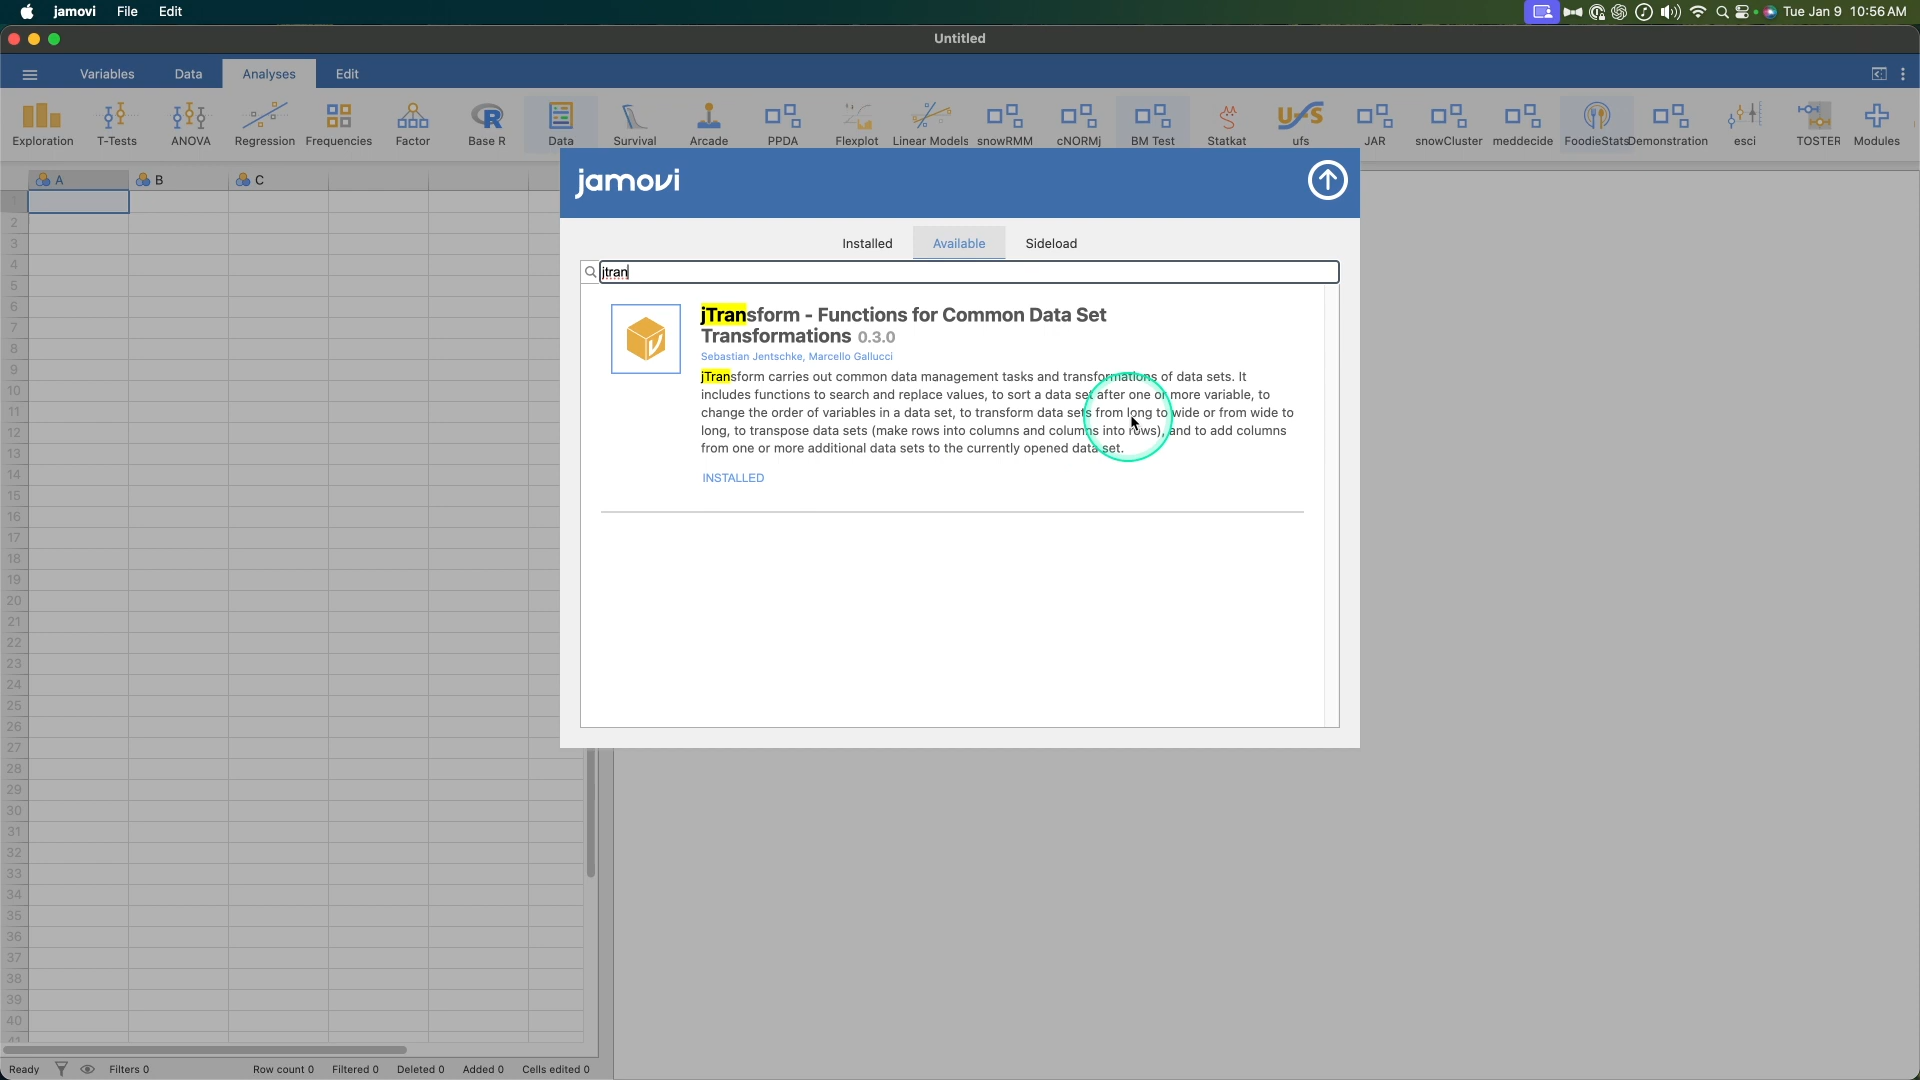 jamovi File Edit
Tue Jan 9 10:56 AM
Untitled
Variables Data Analyses Edit
Exploration T-Tests ANOVA Regression Frequencies Factor Base R Data Survival Arcade PPDA Flexplot Linear Models snowRMM cNORMj BM Test Statkat ufs JAR snowCluster meddecide FoodieStats Demonstration esci TOSTER Modules
A B C
jamovi
Installed Available Sideload
jtran
jTransform - Functions for Common Data Set
Transformations 0.3.0
Sebastian Jentschke, Marcello Gallucci
jTransform carries out common data management tasks and transformations of data sets. It
includes functions to search and replace values, to sort a data set after one or more variable, to
change the order of variables in a data set, to transform data sets from long to wide or from wide to
long, to transpose data sets (make rows into columns and columns into rows), and to add columns
from one or more additional data sets to the currently opened data set.
INSTALLED
1
2
3
4
5
6
7
8
9
10
11
12
13
14
15
16
17
18
19
20
21
22
23
24
25
26
27
28
29
30
31
32
33
34
35
36
37
38
39
40
41
Ready Filters 0 Row count 0 Filtered 0 Deleted 0 Added 0 Cells edited 0